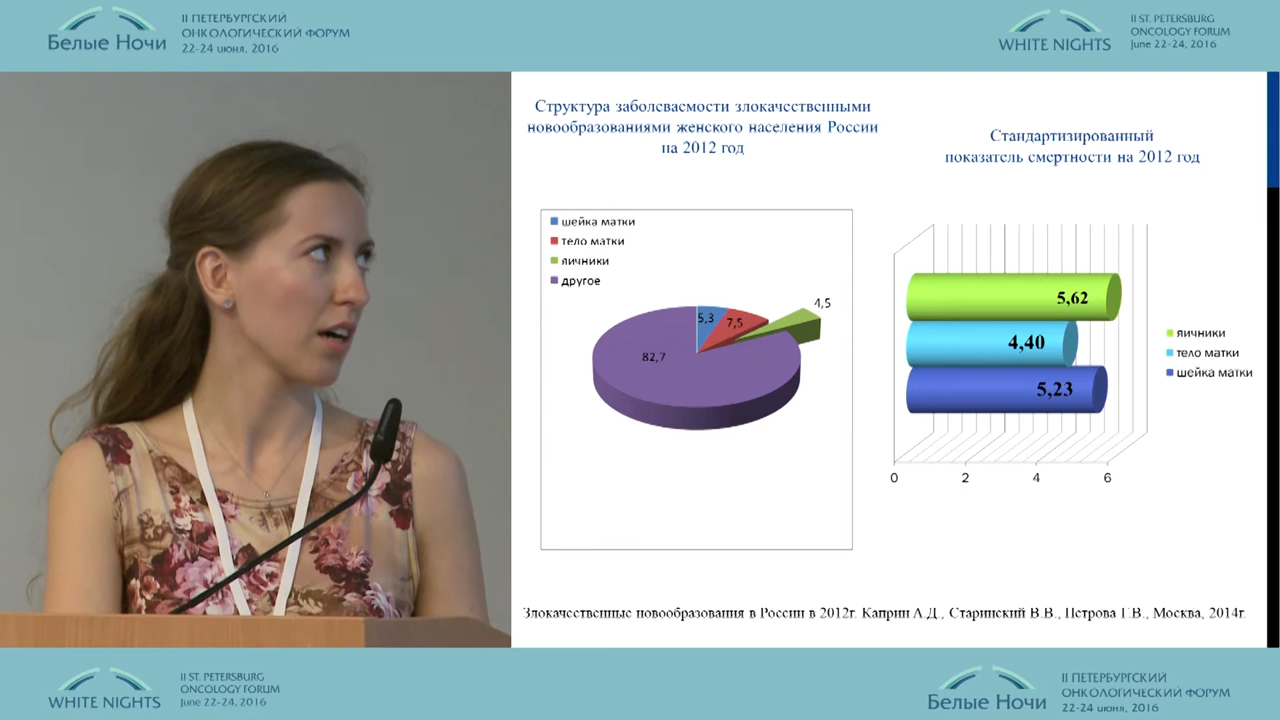 II ПЕТЕРБУРГСКИЙ
ОНКОЛОГИЧЕСКИЙ ФОРУМ
Белые Ночи
22-24 июня, 2016
II ST. PETERSBURG
ONCOLOGY FORUM
WHITE NIGHTS
June 22-24, 2016
Структура заболеваемости злокачественными
новообразованиями женского населения России
на 2012 год
Стандартизированный
показатель смертности на 2012 год
шейка матки
тело матки
яичники
другое
5,3
7,5
4,5
82,7
5,62
4,40
5,23
яичники
тело матки
шейка матки
0 2 4 6
Злокачественные новообразования в России в 2012г. Каприн А.Д., Старинский В.В., Петрова Г.В., Москва, 2014г.
II ST. PETERSBURG
ONCOLOGY FORUM
WHITE NIGHTS
June 22-24, 2016
II ПЕТЕРБУРГСКИЙ
ОНКОЛОГИЧЕСКИЙ ФОРУМ
Белые Ночи
22-24 июня, 2016